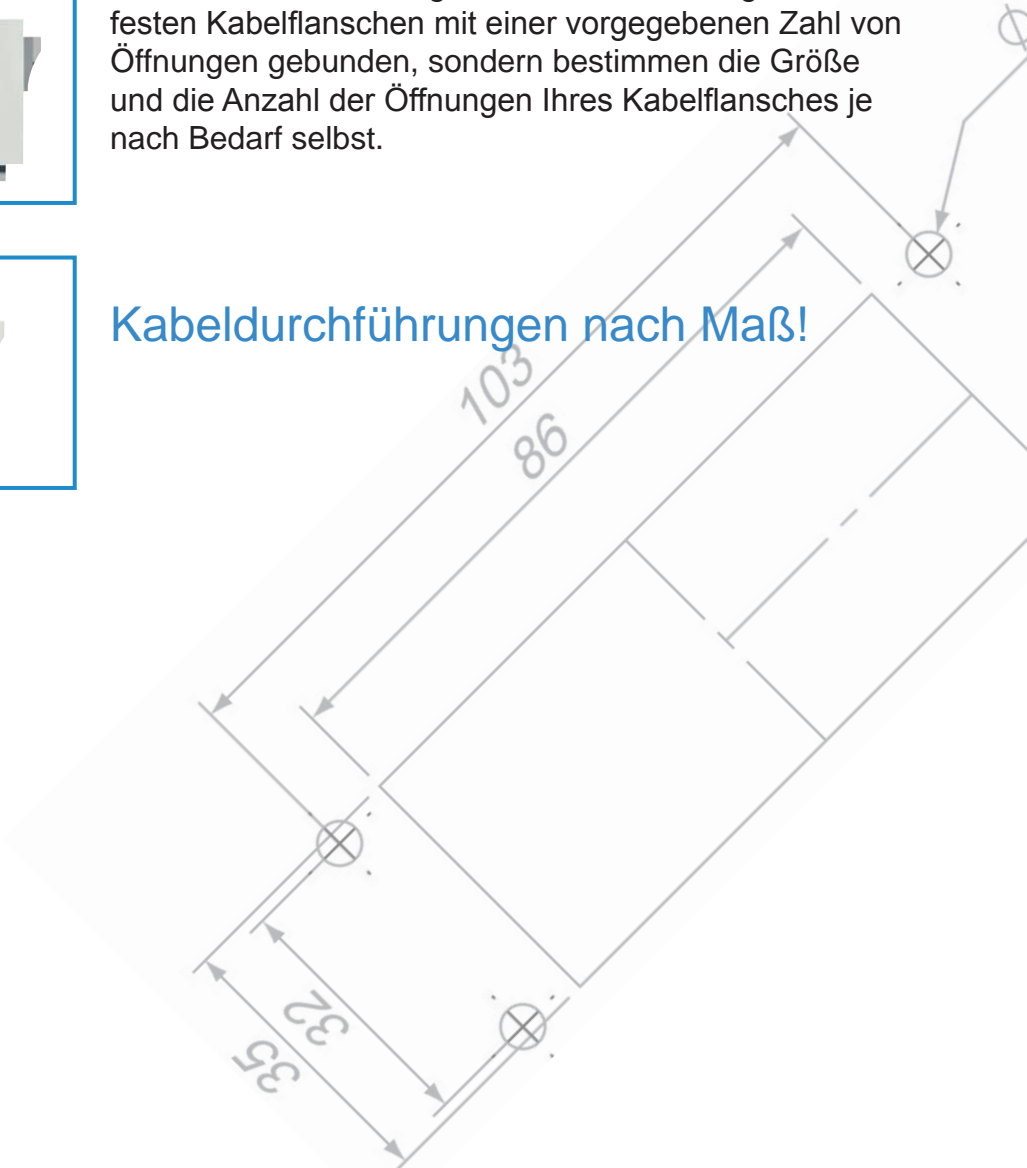 festen Kabelflanschen mit einer vorgegebenen Zahl von
Öffnungen gebunden, sondern bestimmen die Größe
und die Anzahl der Öffnungen Ihres Kabelflansches je
nach Bedarf selbst.
Kabeldurchführungen nach Maß!
103
86
32
35